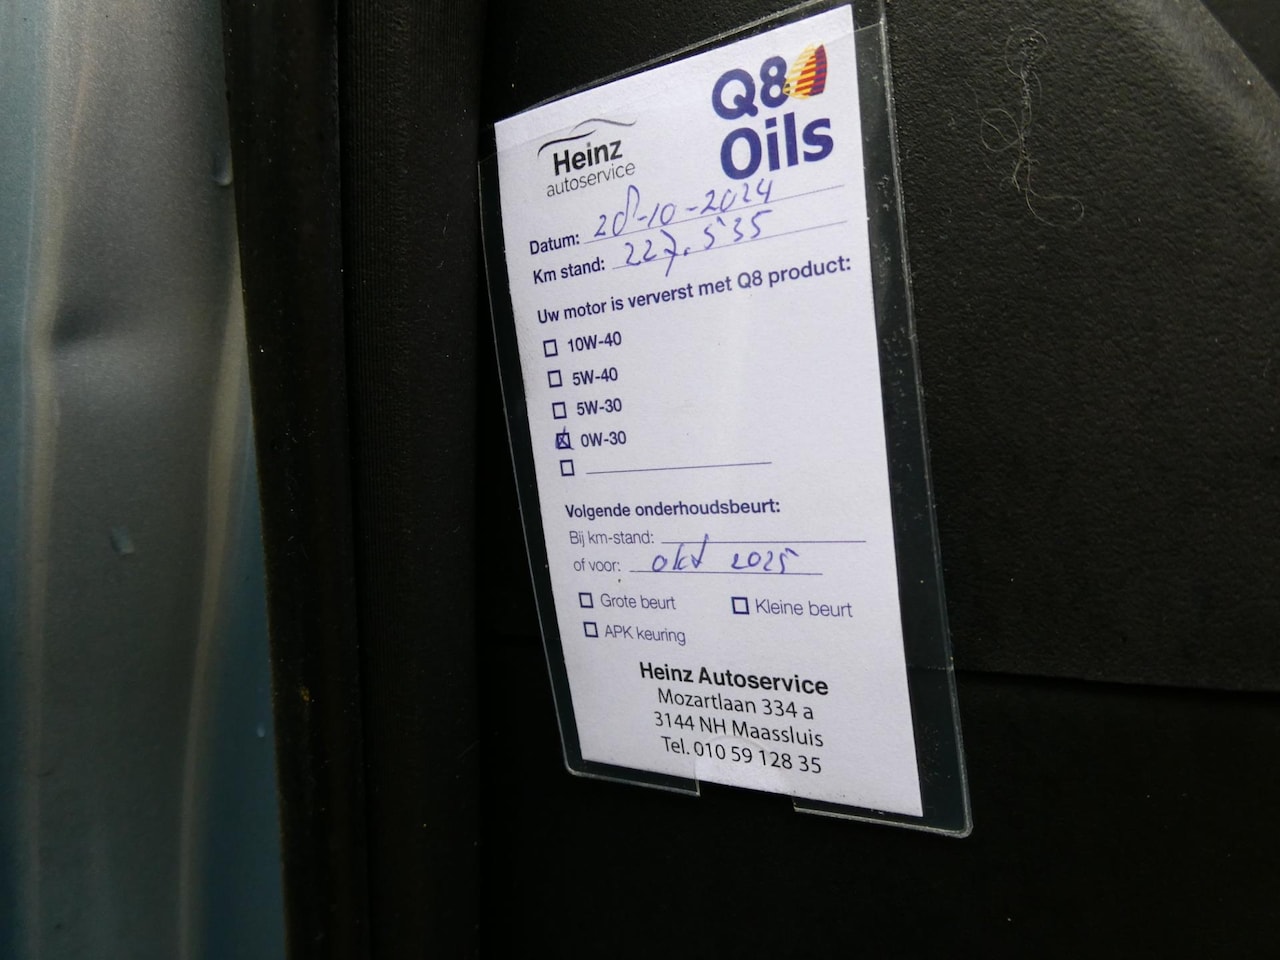 Heinz
autoservice
Q8
Oils
Datum: 28-10-2024
Km stand: 227.535
Uw motor is ververst met Q8 product:
10W-40
5W-40
5W-30
0W-30
Volgende onderhoudsbeurt:
Bij km-stand:
of voor: okt 2025
Grote beurt
Kleine beurt
APK keuring
Heinz Autoservice
Mozartlaan 334 a
3144 NH Maassluis
Tel. 010 59 128 35